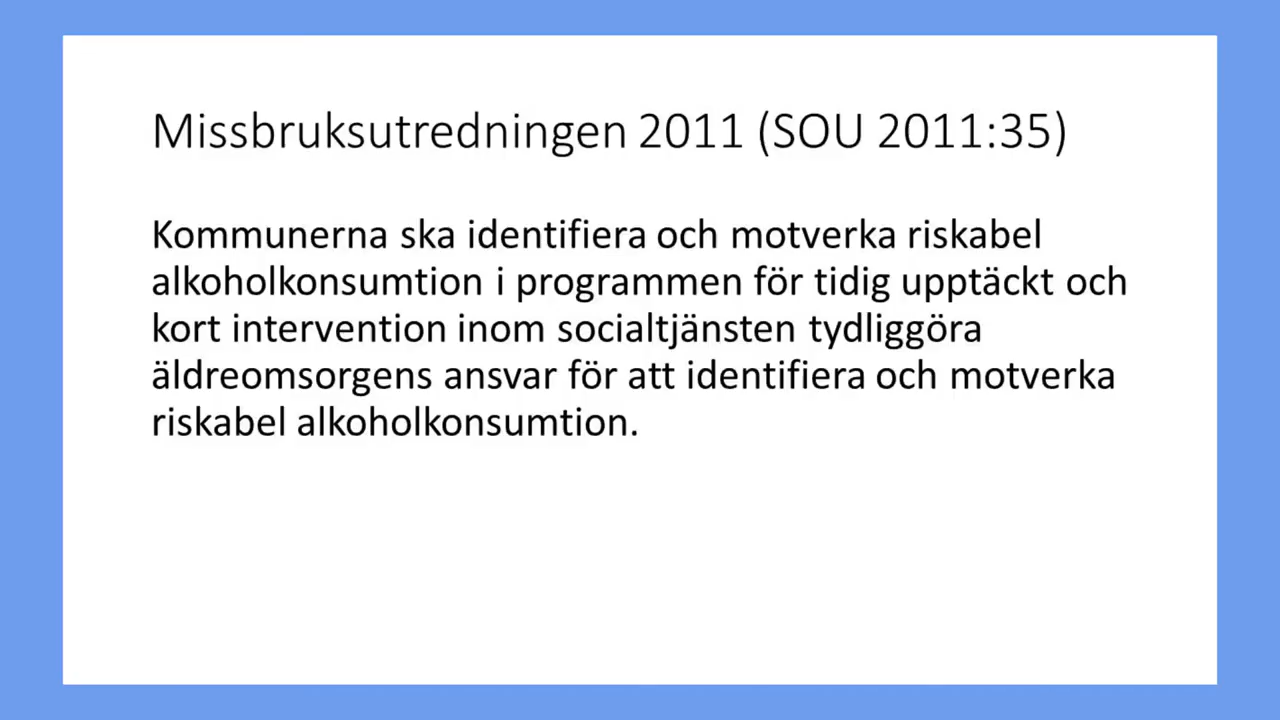 Missbruksutredningen 2011 (SOU 2011:35)
Kommunerna ska identifiera och motverka riskabel
alkoholkonsumtion i programmen för tidig upptäckt och
kort intervention inom socialtjänsten tydliggöra
äldreomsorgens ansvar för att identifiera och motverka
riskabel alkoholkonsumtion.